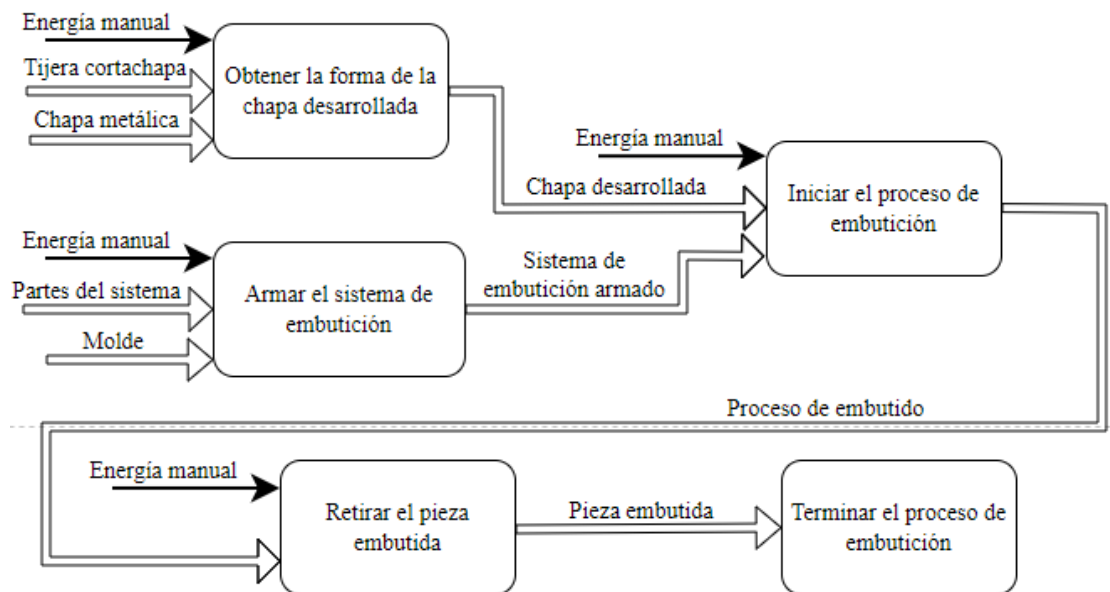 Energía manual
Tijera cortachapa
Chapa metálica
Obtener la forma de la
chapa desarrollada
Energía manual
Chapa desarrollada
Iniciar el proceso de
embutición
Energía manual
Partes del sistema
Molde
Armar el sistema de
embutición
Sistema de
embutición armado
Proceso de embutido
Energía manual
Retirar el pieza
embutida
Pieza embutida
Terminar el proceso de
embutición